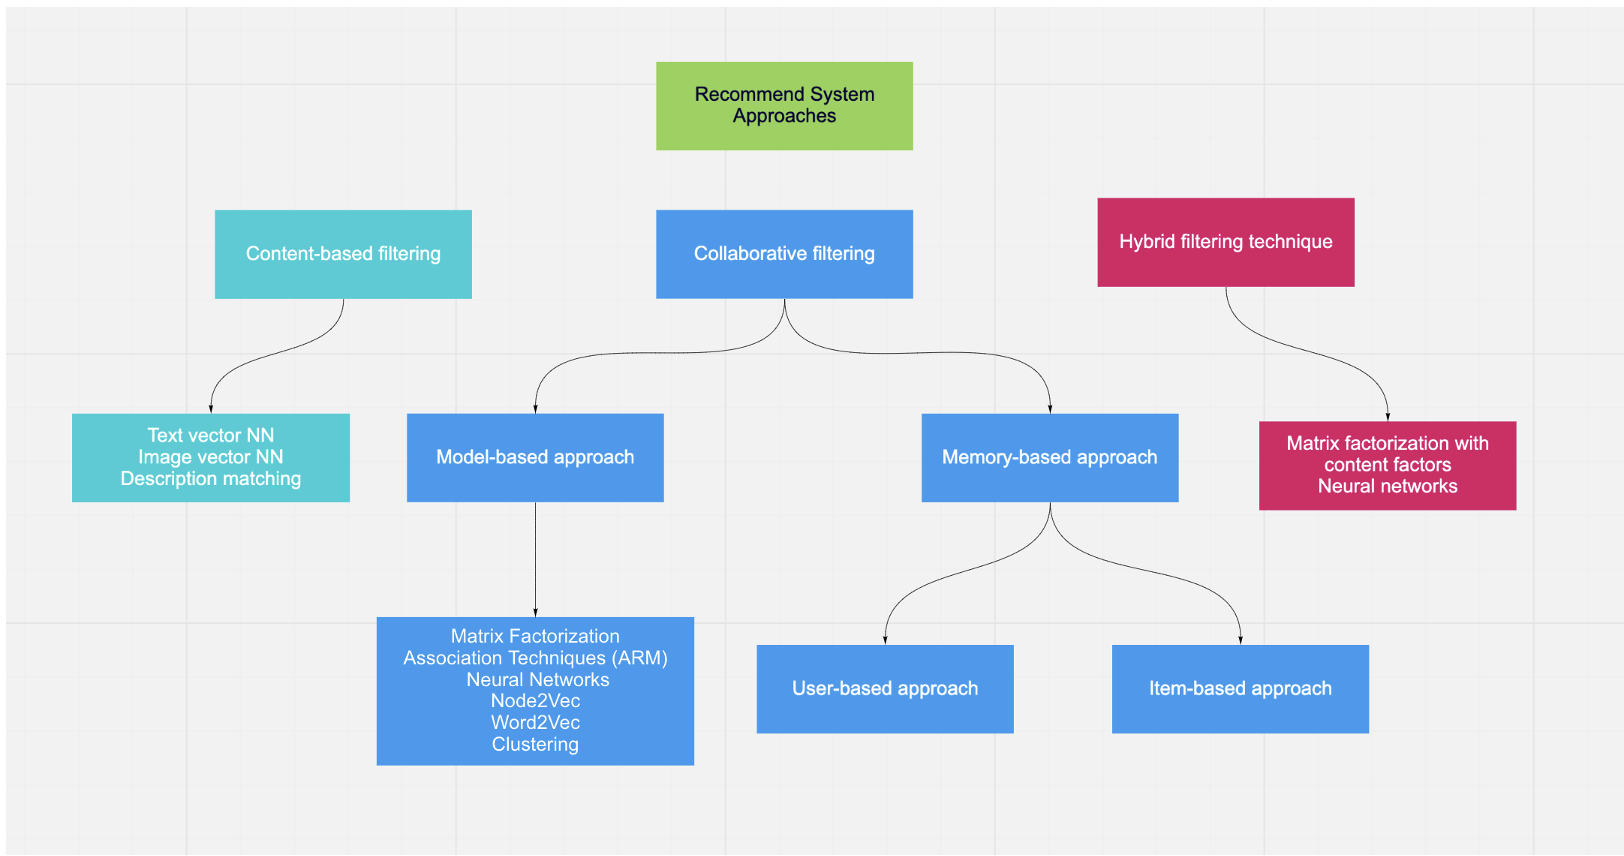 Recommend System
Approaches
Content-based filtering
Collaborative filtering
Hybrid filtering technique
Text vector NN
Image vector NN
Description matching
Model-based approach
Memory-based approach
Matrix factorization with
content factors
Neural networks
Matrix Factorization
Association Techniques (ARM)
Neural Networks
Node2Vec
Word2Vec
Clustering
User-based approach
Item-based approach